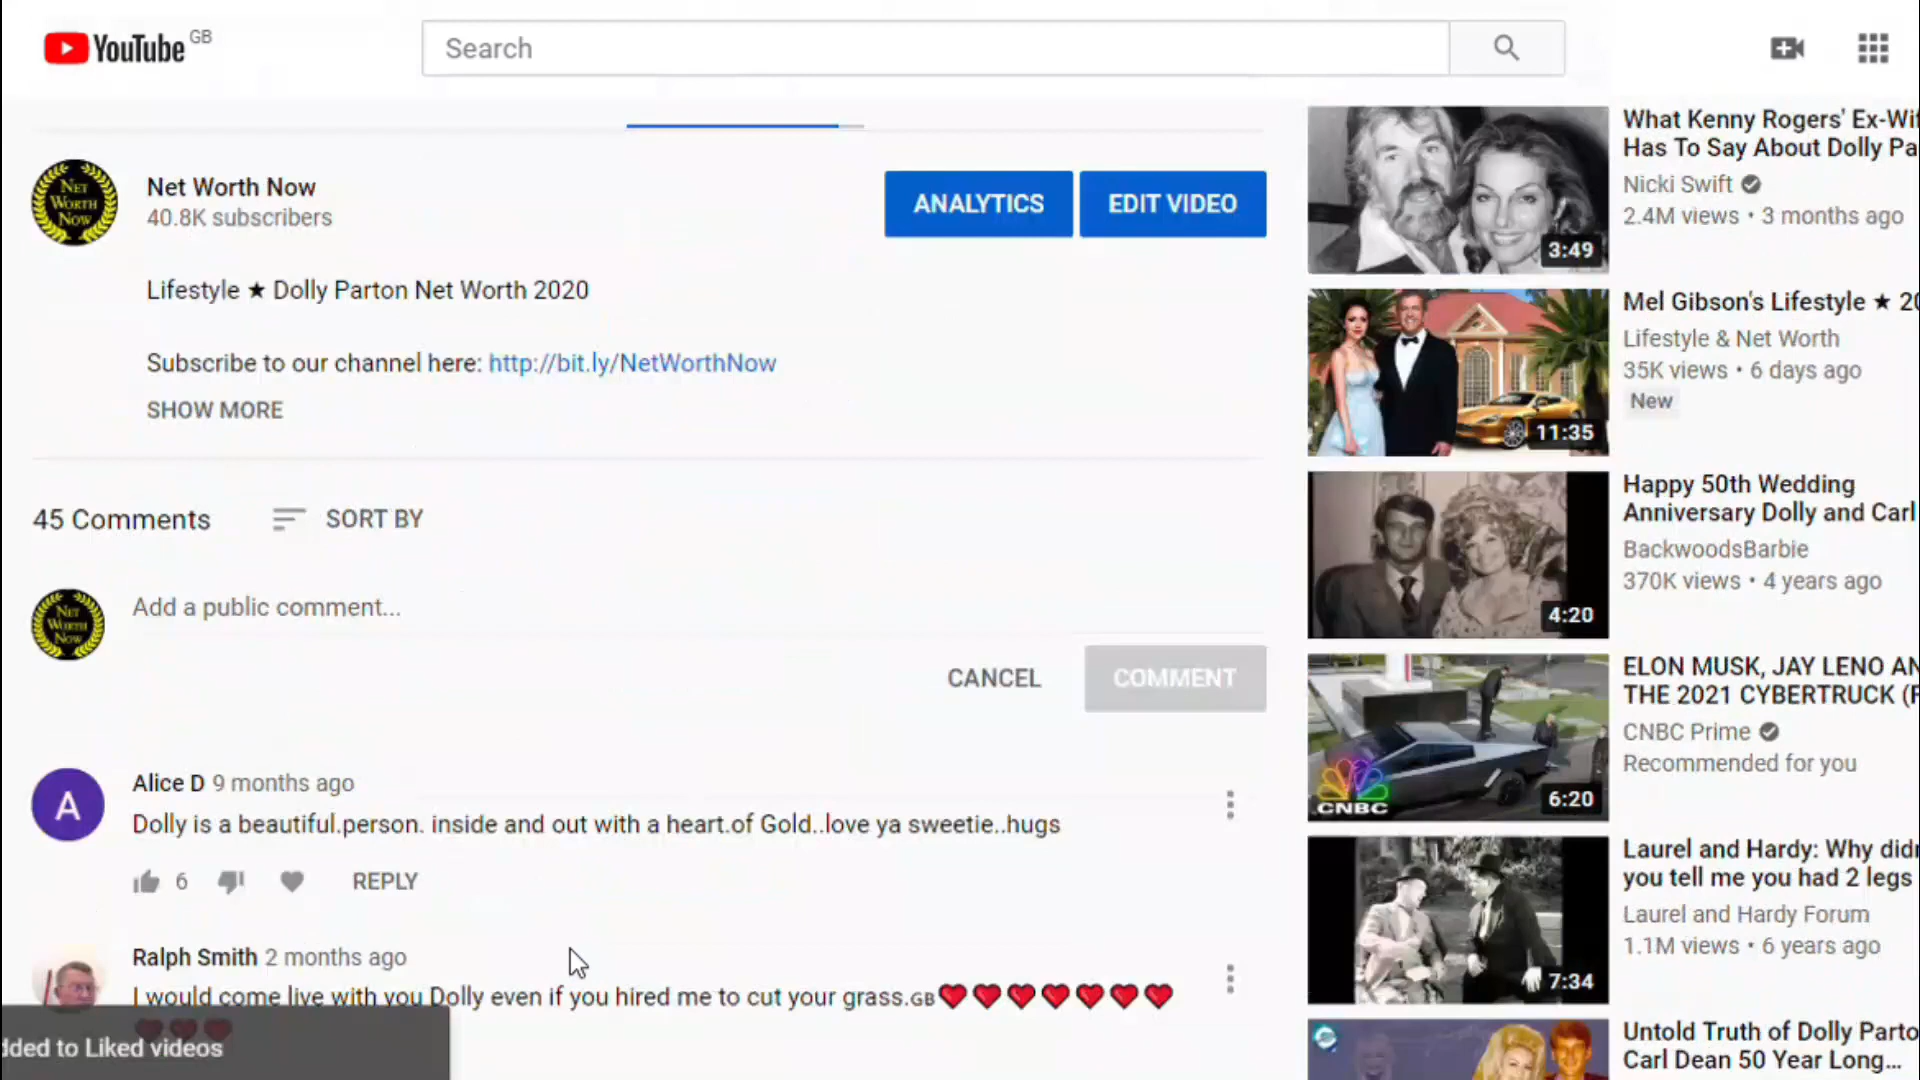 YouTube GB
Search
Net Worth Now
Net Worth Now
40.8K subscribers
ANALYTICS
EDIT VIDEO
Lifestyle ★ Dolly Parton Net Worth 2020
Subscribe to our channel here: http://bit.ly/NetWorthNow
SHOW MORE
45 Comments
SORT BY
Net Worth Now
Add a public comment...
CANCEL
COMMENT
A
Alice D 9 months ago
Dolly is a beautiful.person. inside and out with a heart.of Gold..love ya sweetie..hugs
6
REPLY
Ralph Smith 2 months ago
I would come live with you Dolly even if you hired me to cut your grass.GB❤❤❤❤❤❤❤
❤❤❤
dded to Liked videos
3:49
What Kenny Rogers' Ex-Wif
Has To Say About Dolly Pa
Nicki Swift
2.4M views • 3 months ago
11:35
Mel Gibson's Lifestyle ★ 20
Lifestyle & Net Worth
35K views • 6 days ago
New
4:20
Happy 50th Wedding
Anniversary Dolly and Carl
BackwoodsBarbie
370K views • 4 years ago
CNBC
6:20
ELON MUSK, JAY LENO AN
THE 2021 CYBERTRUCK (F
CNBC Prime
Recommended for you
7:34
Laurel and Hardy: Why didn
you tell me you had 2 legs
Laurel and Hardy Forum
1.1M views • 6 years ago
Untold Truth of Dolly Parto
Carl Dean 50 Year Long...